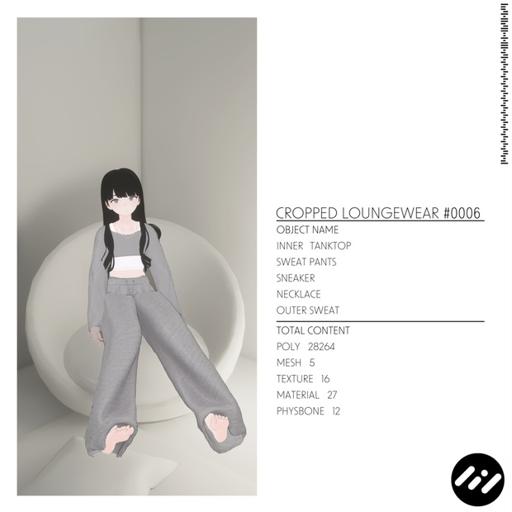 CROPPED LOUNGEWEAR #0006
OBJECT NAME
INNER TANKTOP
SWEAT PANTS
SNEAKER
NECKLACE
OUTER SWEAT
TOTAL CONTENT
POLY 28264
MESH 5
TEXTURE 16
MATERIAL 27
PHYSBONE 12